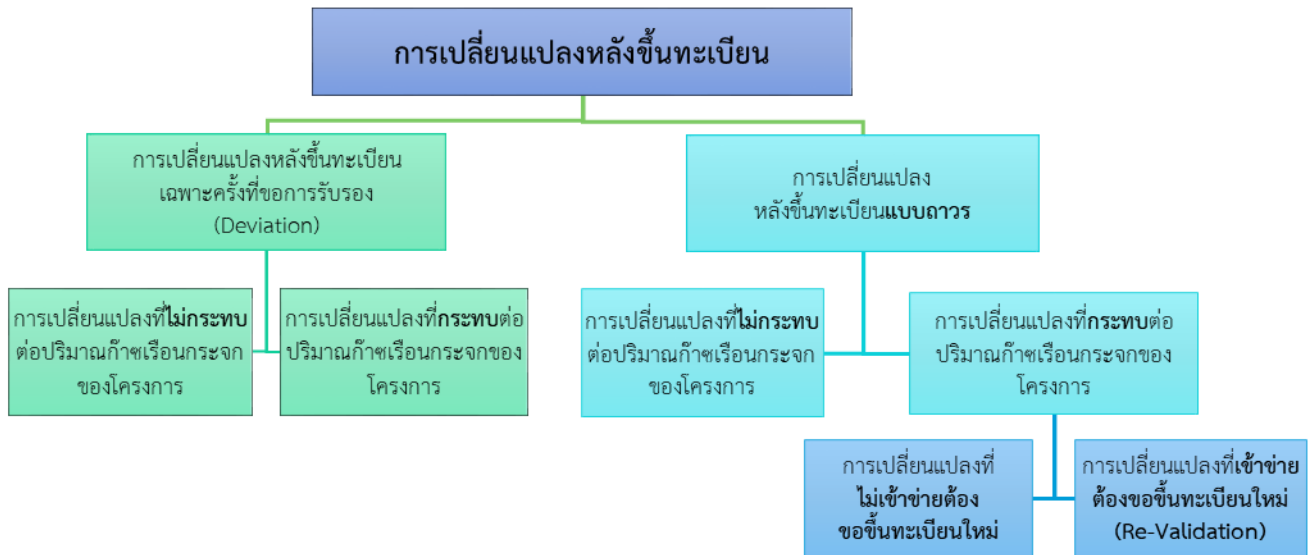 การเปลี่ยนแปลงหลังขึ้นทะเบียน
การเปลี่ยนแปลงหลังขึ้นทะเบียน
เฉพาะครั้งที่ขอการรับรอง
(Deviation)
การเปลี่ยนแปลง
หลังขึ้นทะเบียนแบบถาวร
การเปลี่ยนแปลงที่ไม่กระทบ
ต่อปริมาณก๊าซเรือนกระจก
ของโครงการ
การเปลี่ยนแปลงที่กระทบต่อ
ปริมาณก๊าซเรือนกระจกของ
โครงการ
การเปลี่ยนแปลงที่ไม่กระทบ
ต่อปริมาณก๊าซเรือนกระจก
ของโครงการ
การเปลี่ยนแปลงที่กระทบต่อ
ปริมาณก๊าซเรือนกระจกของ
โครงการ
การเปลี่ยนแปลงที่
ไม่เข้าข่ายต้อง
ขอขึ้นทะเบียนใหม่
การเปลี่ยนแปลงที่เข้าข่าย
ต้องขอขึ้นทะเบียนใหม่
(Re-Validation)